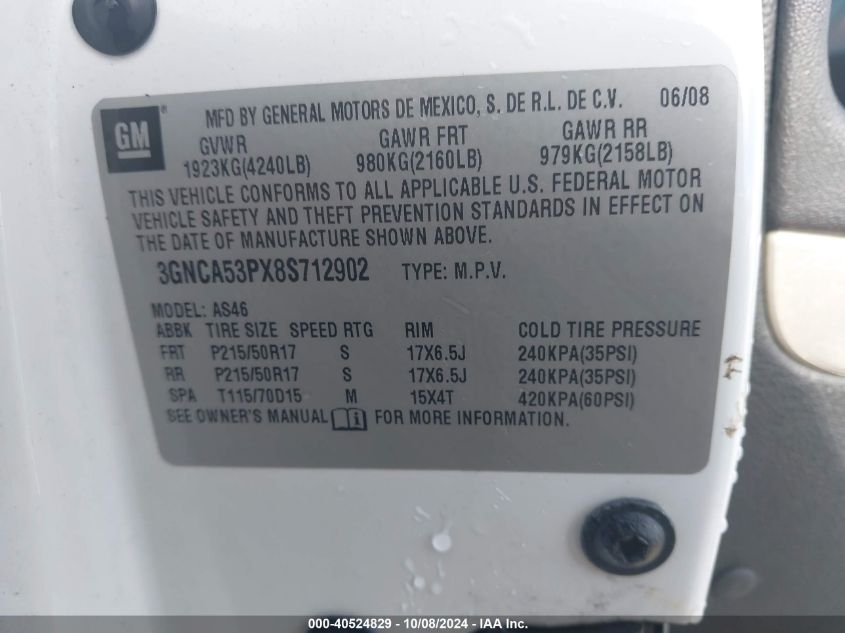 GM
MFD BY GENERAL MOTORS DE MEXICO, S. DE R.L. DE C.V. 06/08
GVWR GAWR FRT GAWR RR
1923KG(4240LB) 980KG(2160LB) 979KG(2158LB)
THIS VEHICLE CONFORMS TO ALL APPLICABLE U.S. FEDERAL MOTOR
VEHICLE SAFETY AND THEFT PREVENTION STANDARDS IN EFFECT ON
THE DATE OF MANUFACTURE SHOWN ABOVE.
3GNCA53PX8S712902 TYPE: M.P.V.
MODEL: AS46
ABBK TIRE SIZE SPEED RTG RIM COLD TIRE PRESSURE
FRT P215/50R17 S 17X6.5J 240KPA(35PSI)
RR P215/50R17 S 17X6.5J 240KPA(35PSI)
SPA T115/70D15 M 15X4T 420KPA(60PSI)
SEE OWNER'S MANUAL i FOR MORE INFORMATION.
000-40524829 - 10/08/2024 - IAA Inc.